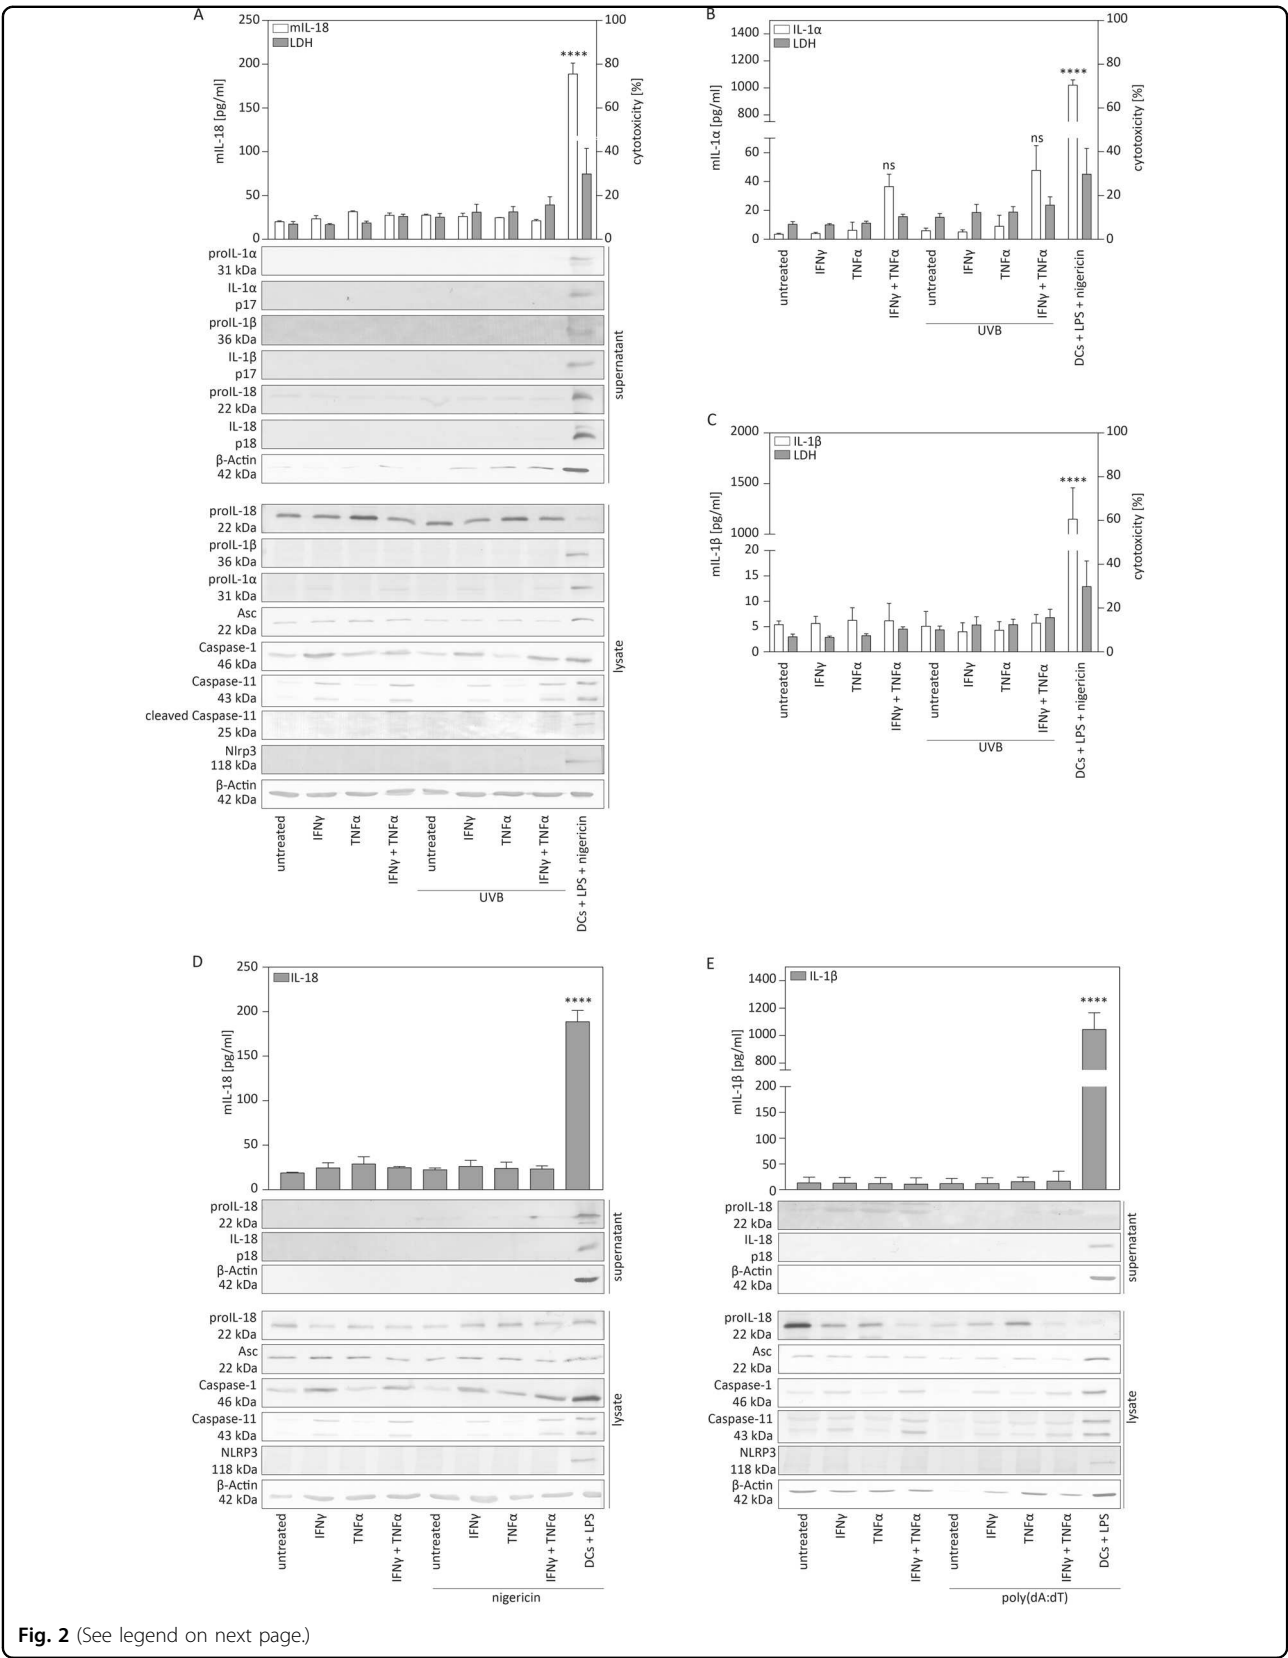 A
mIL-18
LDH
250
200
150
100
50
0
mIL-18 [pg/ml]
100
80
60
40
20
0
cytotoxicity [%]
****
proIL-1α
31 kDa
IL-1α
p17
proIL-1β
36 kDa
IL-1β
p17
proIL-18
22 kDa
IL-18
p18
β-Actin
42 kDa
supernatant
proIL-18
22 kDa
proIL-1β
36 kDa
proIL-1α
31 kDa
Asc
22 kDa
Caspase-1
46 kDa
Caspase-11
43 kDa
cleaved Caspase-11
25 kDa
Nlrp3
118 kDa
β-Actin
42 kDa
lysate
untreated
IFNγ
TNFα
IFNγ + TNFα
untreated
IFNγ
TNFα
IFNγ + TNFα
DCs + LPS + nigericin
UVB
B
IL-1α
LDH
1400
1200
1000
800
60
40
20
0
mIL-1α [pg/ml]
100
80
60
40
20
0
cytotoxicity [%]
ns
ns
****
untreated
IFNγ
TNFα
IFNγ + TNFα
untreated
IFNγ
TNFα
IFNγ + TNFα
DCs + LPS + nigericin
UVB
C
IL-1β
LDH
2000
1500
1000
20
15
10
5
0
mIL-1β [pg/ml]
100
80
60
40
20
0
cytotoxicity [%]
****
untreated
IFNγ
TNFα
IFNγ + TNFα
untreated
IFNγ
TNFα
IFNγ + TNFα
DCs + LPS + nigericin
UVB
D
IL-18
250
200
150
100
50
0
mIL-18 [pg/ml]
****
proIL-18
22 kDa
IL-18
p18
β-Actin
42 kDa
supernatant
proIL-18
22 kDa
Asc
22 kDa
Caspase-1
46 kDa
Caspase-11
43 kDa
NLRP3
118 kDa
β-Actin
42 kDa
lysate
untreated
IFNγ
TNFα
IFNγ + TNFα
untreated
IFNγ
TNFα
IFNγ + TNFα
DCs + LPS
nigericin
E
IL-1β
1400
1200
1000
800
200
150
100
50
0
mIL-1β [pg/ml]
****
proIL-18
22 kDa
IL-18
p18
β-Actin
42 kDa
supernatant
proIL-18
22 kDa
Asc
22 kDa
Caspase-1
46 kDa
Caspase-11
43 kDa
NLRP3
118 kDa
β-Actin
42 kDa
lysate
untreated
IFNγ
TNFα
IFNγ + TNFα
untreated
IFNγ
TNFα
IFNγ + TNFα
DCs + LPS
poly(dA:dT)
Fig. 2 (See legend on next page.)